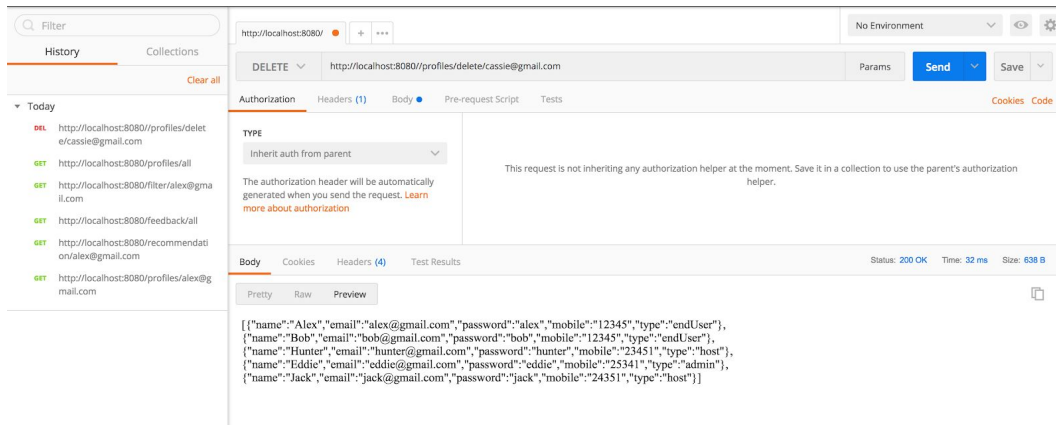 Filter
History Collections
Clear all
Today
DEL http://localhost:8080//profiles/delet
e/cassie@gmail.com
GET http://localhost:8080/profiles/all
GET http://localhost:8080/filter/alex@gma
il.com
GET http://localhost:8080/feedback/all
GET http://localhost:8080/recommendati
on/alex@gmail.com
GET http://localhost:8080/profiles/alex@g
mail.com
http://localhost:8080/
No Environment
DELETE http://localhost:8080//profiles/delete/cassie@gmail.com Params Send Save
Authorization Headers (1) Body Pre-request Script Tests Cookies Code
TYPE
Inherit auth from parent
The authorization header will be automatically
generated when you send the request. Learn
more about authorization
This request is not inheriting any authorization helper at the moment. Save it in a collection to use the parent's authorization
helper.
Body Cookies Headers (4) Test Results Status: 200 OK Time: 32 ms Size: 638 B
Pretty Raw Preview
[{"name":"Alex","email":"alex@gmail.com","password":"alex","mobile":"12345","type":"endUser"},
{"name":"Bob","email":"bob@gmail.com","password":"bob","mobile":"12345","type":"endUser"},
{"name":"Hunter","email":"hunter@gmail.com","password":"hunter","mobile":"23451","type":"host"},
{"name":"Eddie","email":"eddie@gmail.com","password":"eddie","mobile":"25341","type":"admin"},
{"name":"Jack","email":"jack@gmail.com","password":"jack","mobile":"24351","type":"host"}]